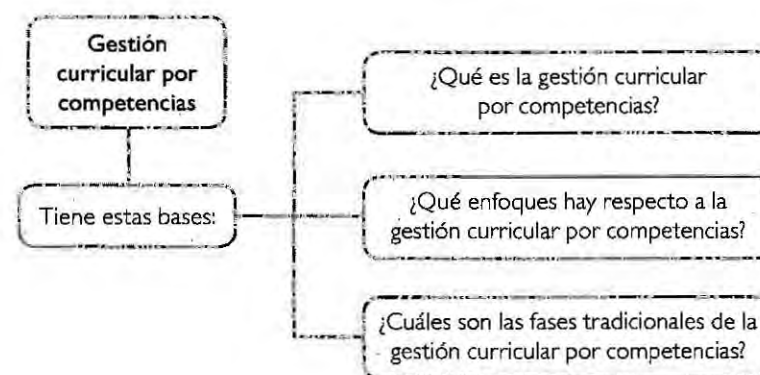 Gestión
curricular por
competencias
Tiene estas bases:
¿Qué es la gestión curricular
por competencias?
¿Qué enfoques hay respecto a la
gestión curricular por competencias?
¿Cuáles son las fases tradicionales de la
gestión curricular por competencias?